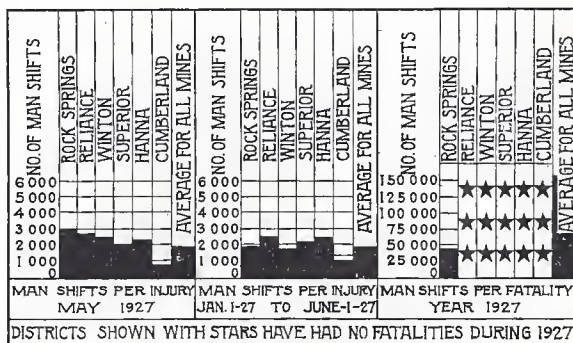 NO. OF MAN SHIFTS
ROCK SPRINGS
RELIANCE
WINTON
SUPERIOR
HANNA
CUMBERLAND
AVERAGE FOR ALL MINES
6 000
5 000
4 000
3 000
2 000
1 000
0
MAN SHIFTS PER INJURY
MAY 1927
NO. OF MAN SHIFTS
ROCK SPRINGS
RELIANCE
WINTON
SUPERIOR
HANNA
CUMBERLAND
AVERAGE FOR ALL MINES
6 000
5 000
4 000
3 000
2 000
1 000
0
MAN SHIFTS PER INJURY
JAN. 1-27 TO JUNE-1-27
NO. OF MAN SHIFTS
ROCK SPRINGS
RELIANCE
WINTON
SUPERIOR
HANNA
CUMBERLAND
AVERAGE FOR ALL MINES
150 000
125 000
100 000
75 000
50 000
25 000
0
MAN SHIFTS PER FATALITY
YEAR 1927
DISTRICTS SHOWN WITH STARS HAVE HAD NO FATALITIES DURING 1927